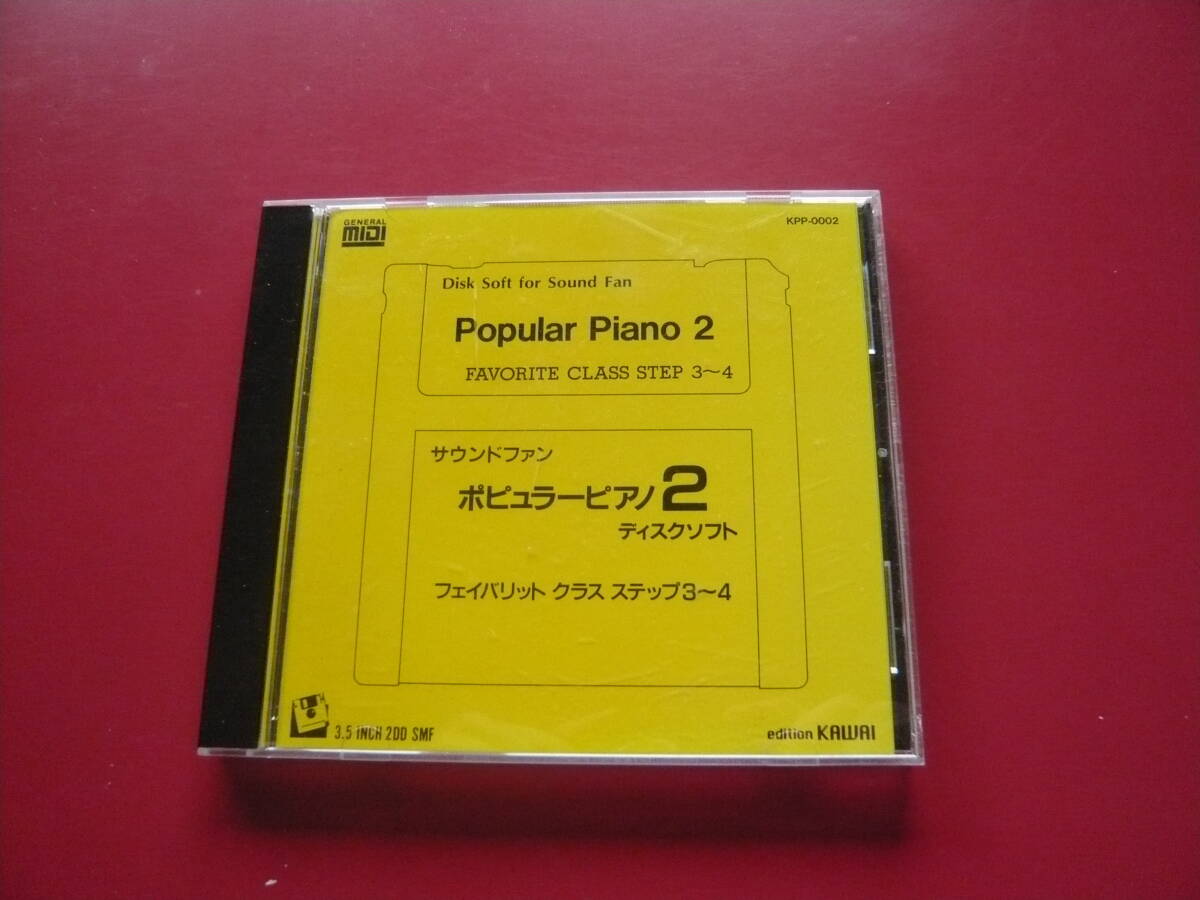 GENERAL
MIDI
KPP-0002
Disk Soft for Sound Fan
Popular Piano 2
FAVORITE CLASS STEP 3〜4
サウンドファン
ポピュラーピアノ2
ディスクソフト
フェイバリット クラス ステップ3〜4
3.5 INCH 2DD SMF
edition KAWAI